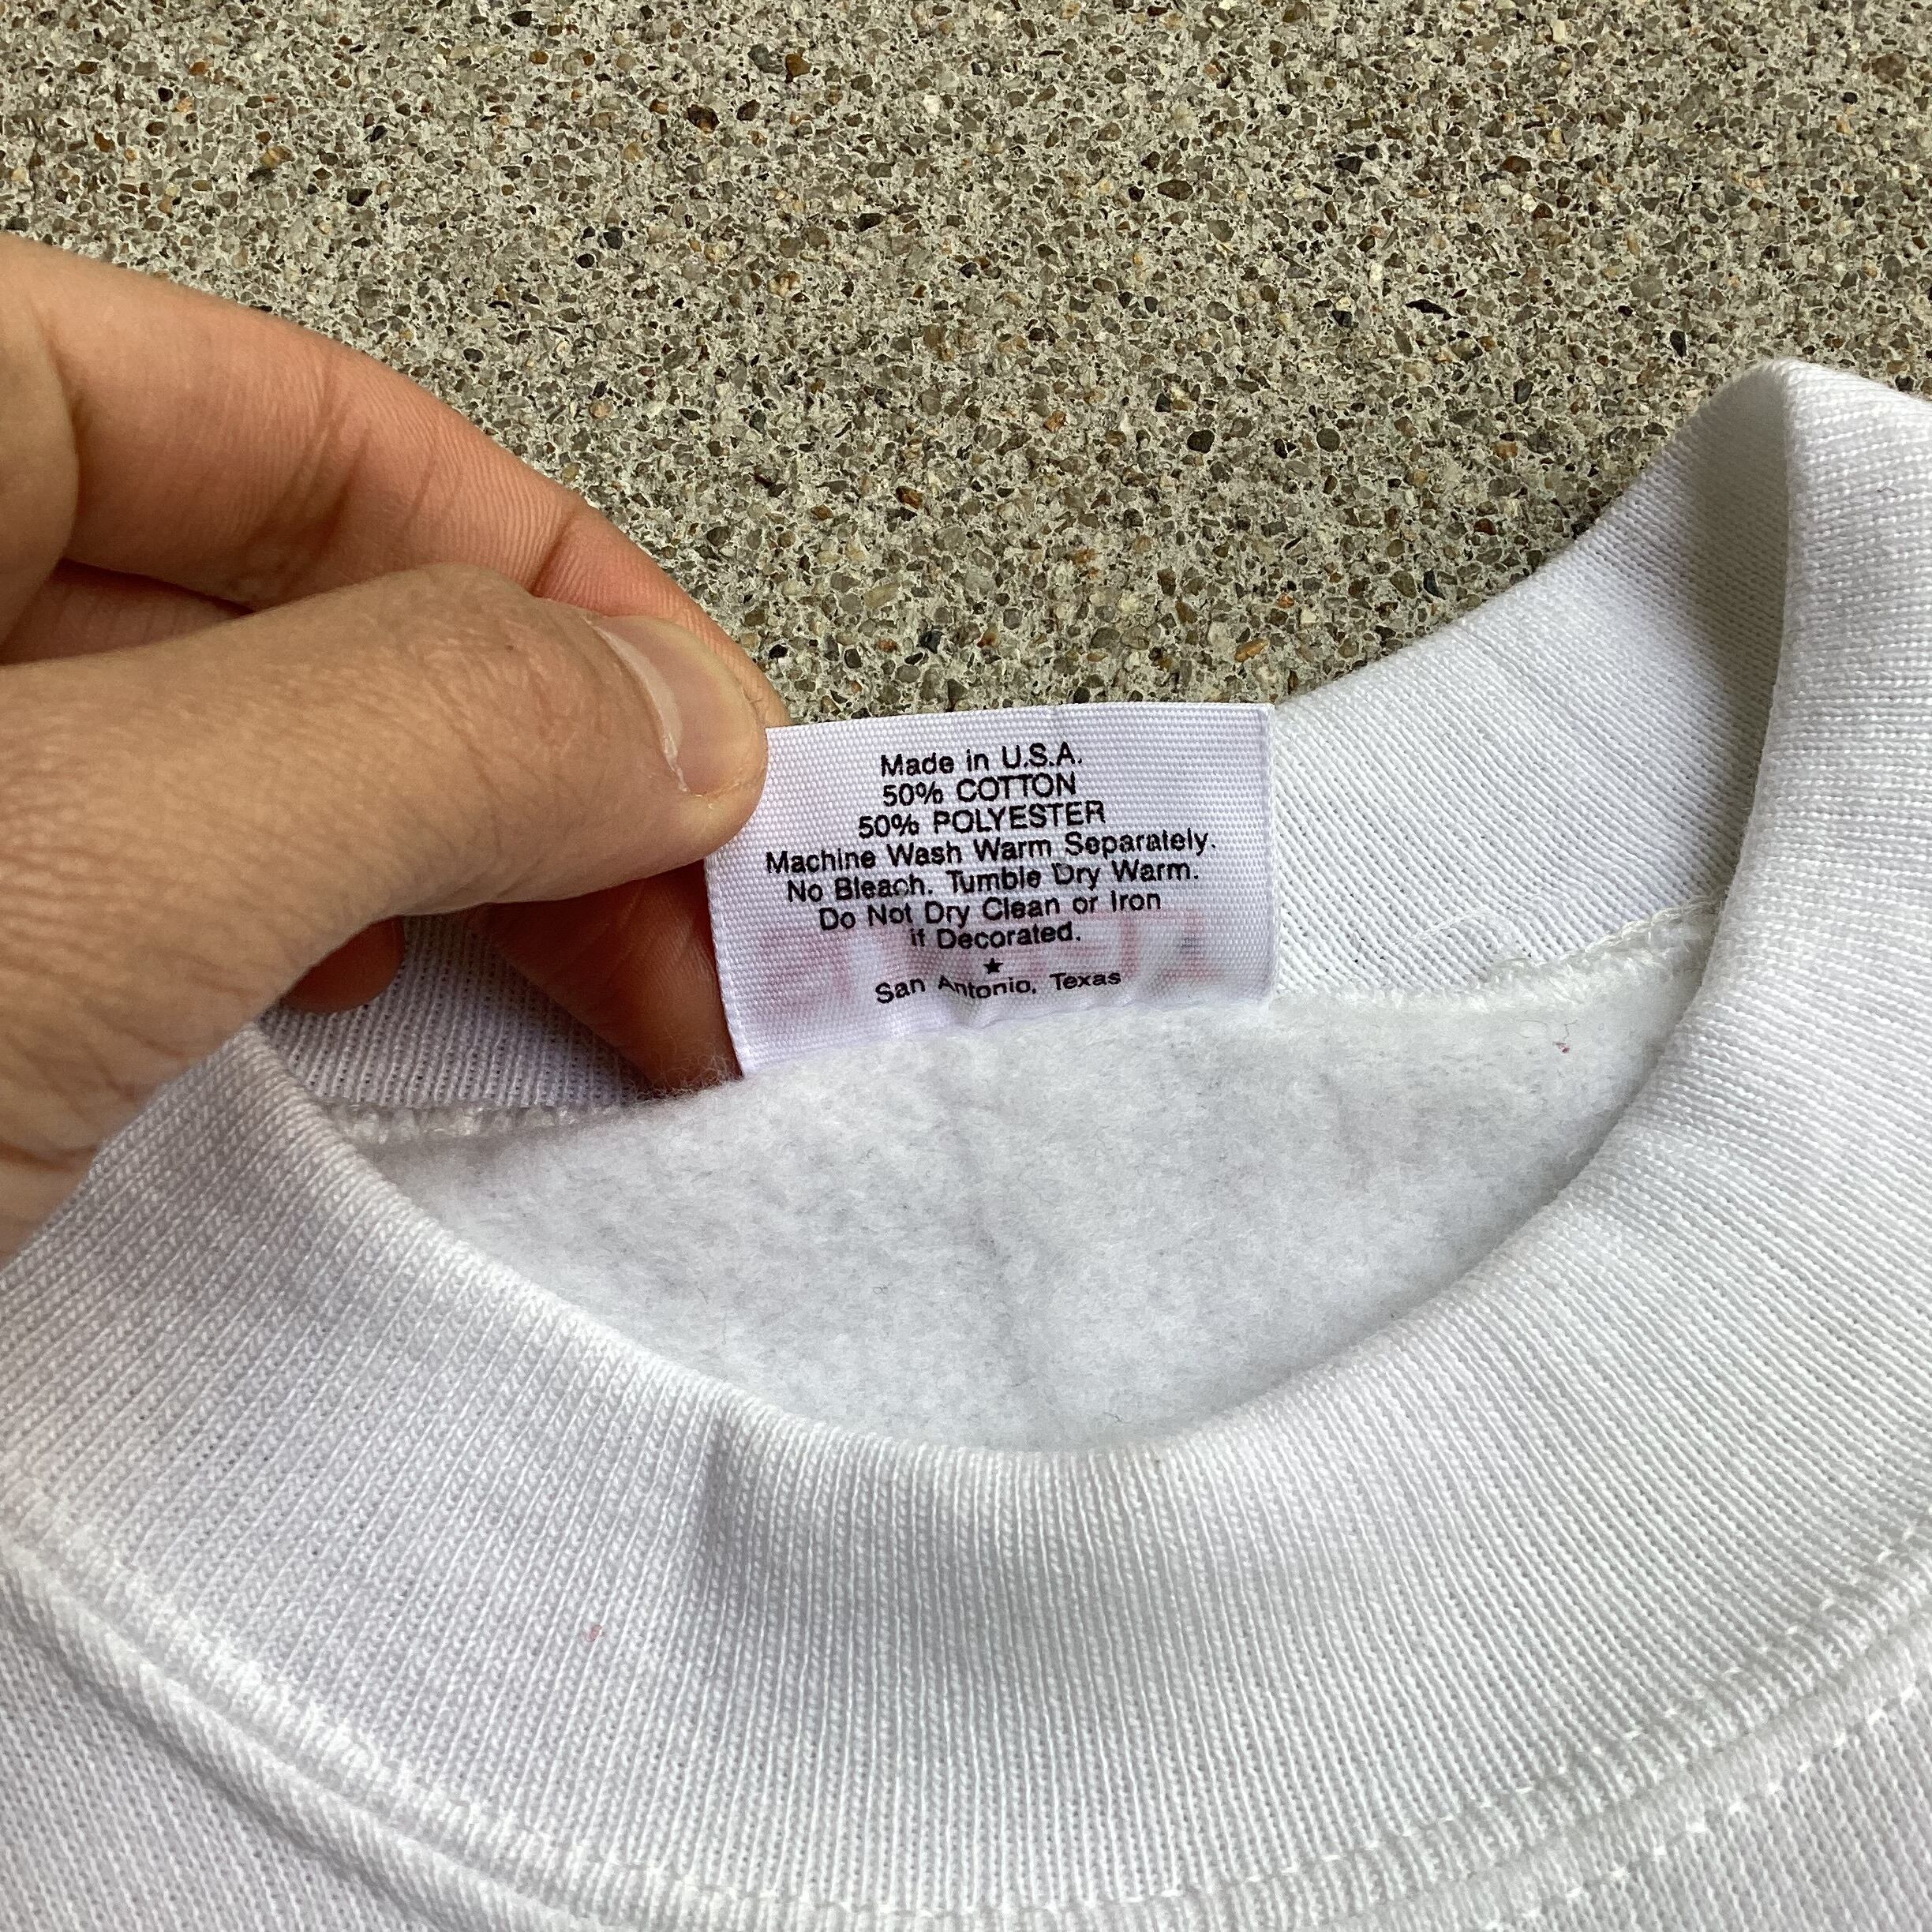 Made in U.S.A.
50% COTTON
50% POLYESTER
Machine Wash Warm Separately.
No Bleach. Tumble Dry Warm.
Do Not Dry Clean or Iron
if Decorated.
★
San Antonio, Texas